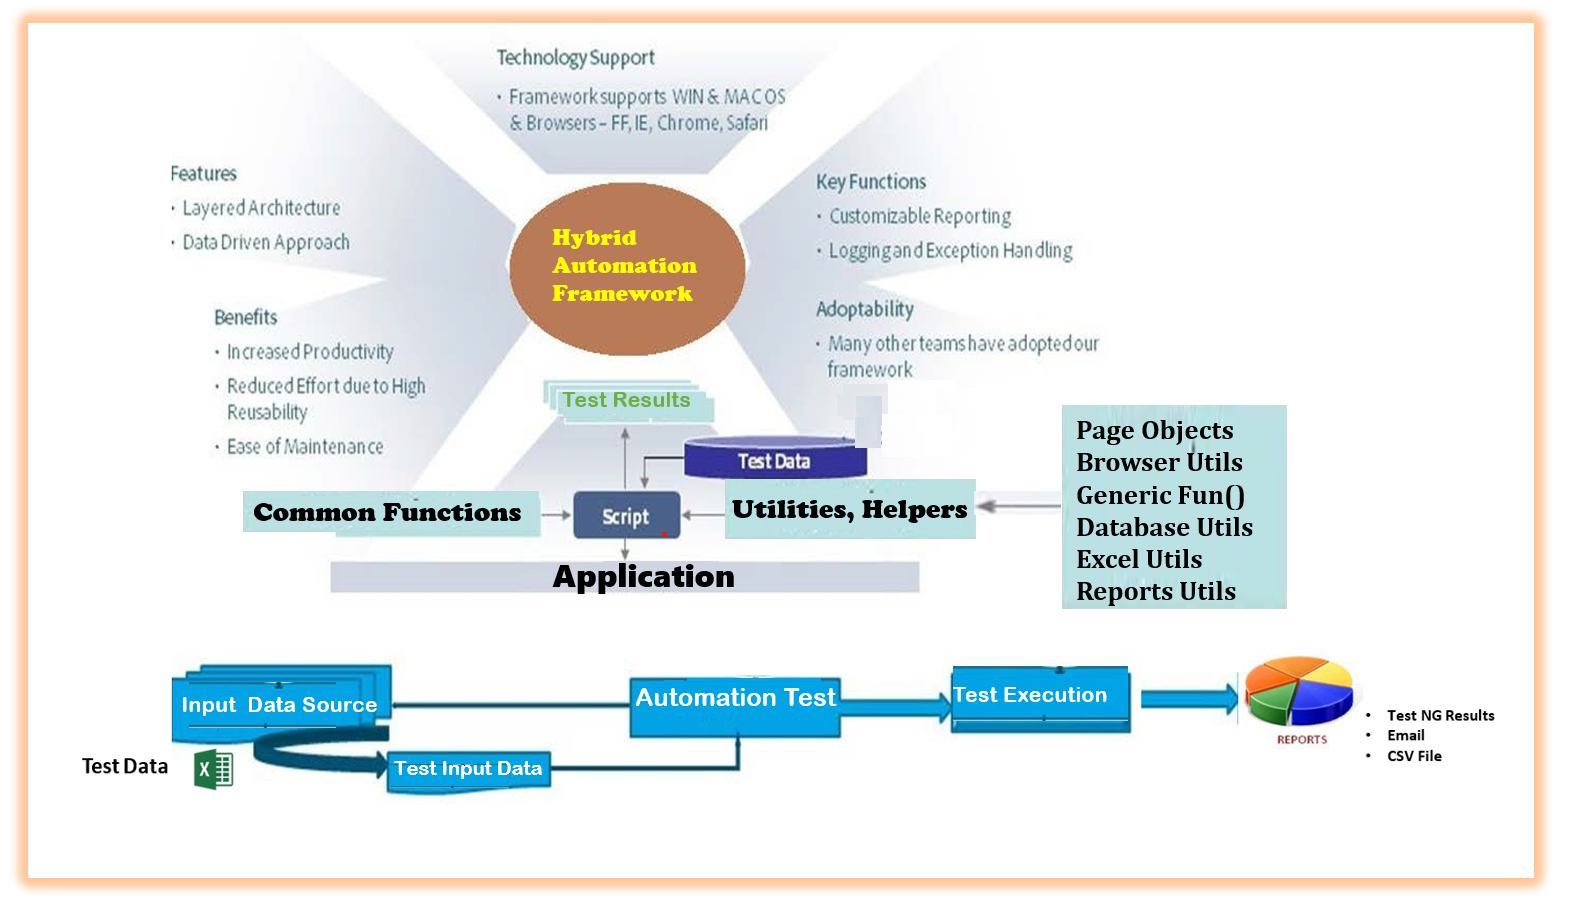 Technology Support
• Framework supports WIN & MAC OS
& Browsers – FF, IE, Chrome, Safari
Features
• Layered Architecture
• Data Driven Approach
Key Functions
• Customizable Reporting
• Logging and Exception Handling
Hybrid
Automation
Framework
Benefits
• Increased Productivity
• Reduced Effort due to High
Reusability
• Ease of Maintenance
Adoptability
• Many other teams have adopted our
framework
Test Results
Test Data
Common Functions
Script
Utilities, Helpers
Page Objects
Browser Utils
Generic Fun()
Database Utils
Excel Utils
Reports Utils
Application
Input Data Source
Automation Test
Test Execution
REPORTS
• Test NG Results
• Email
• CSV File
Test Data
X
Test Input Data